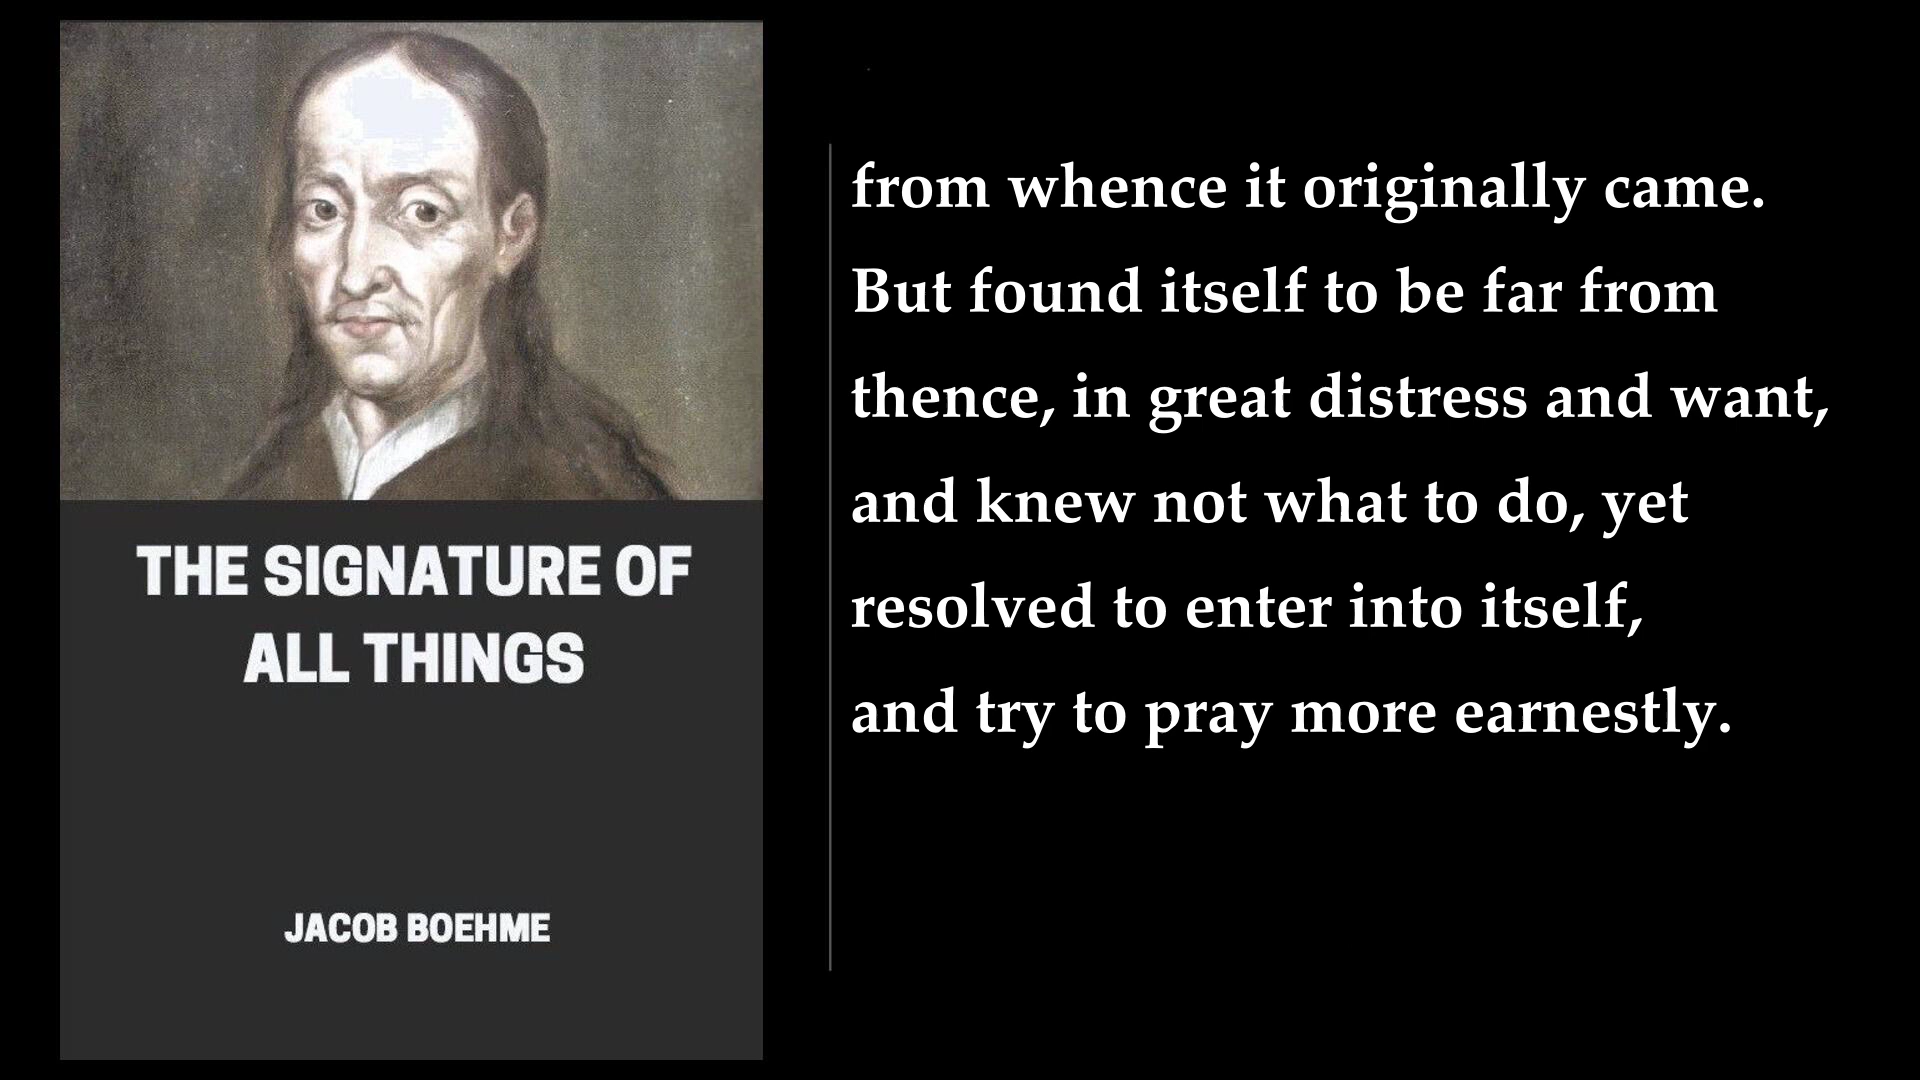 THE SIGNATURE OF
ALL THINGS
JACOB BOEHME
from whence it originally came.
But found itself to be far from
thence, in great distress and want,
and knew not what to do, yet
resolved to enter into itself,
and try to pray more earnestly.